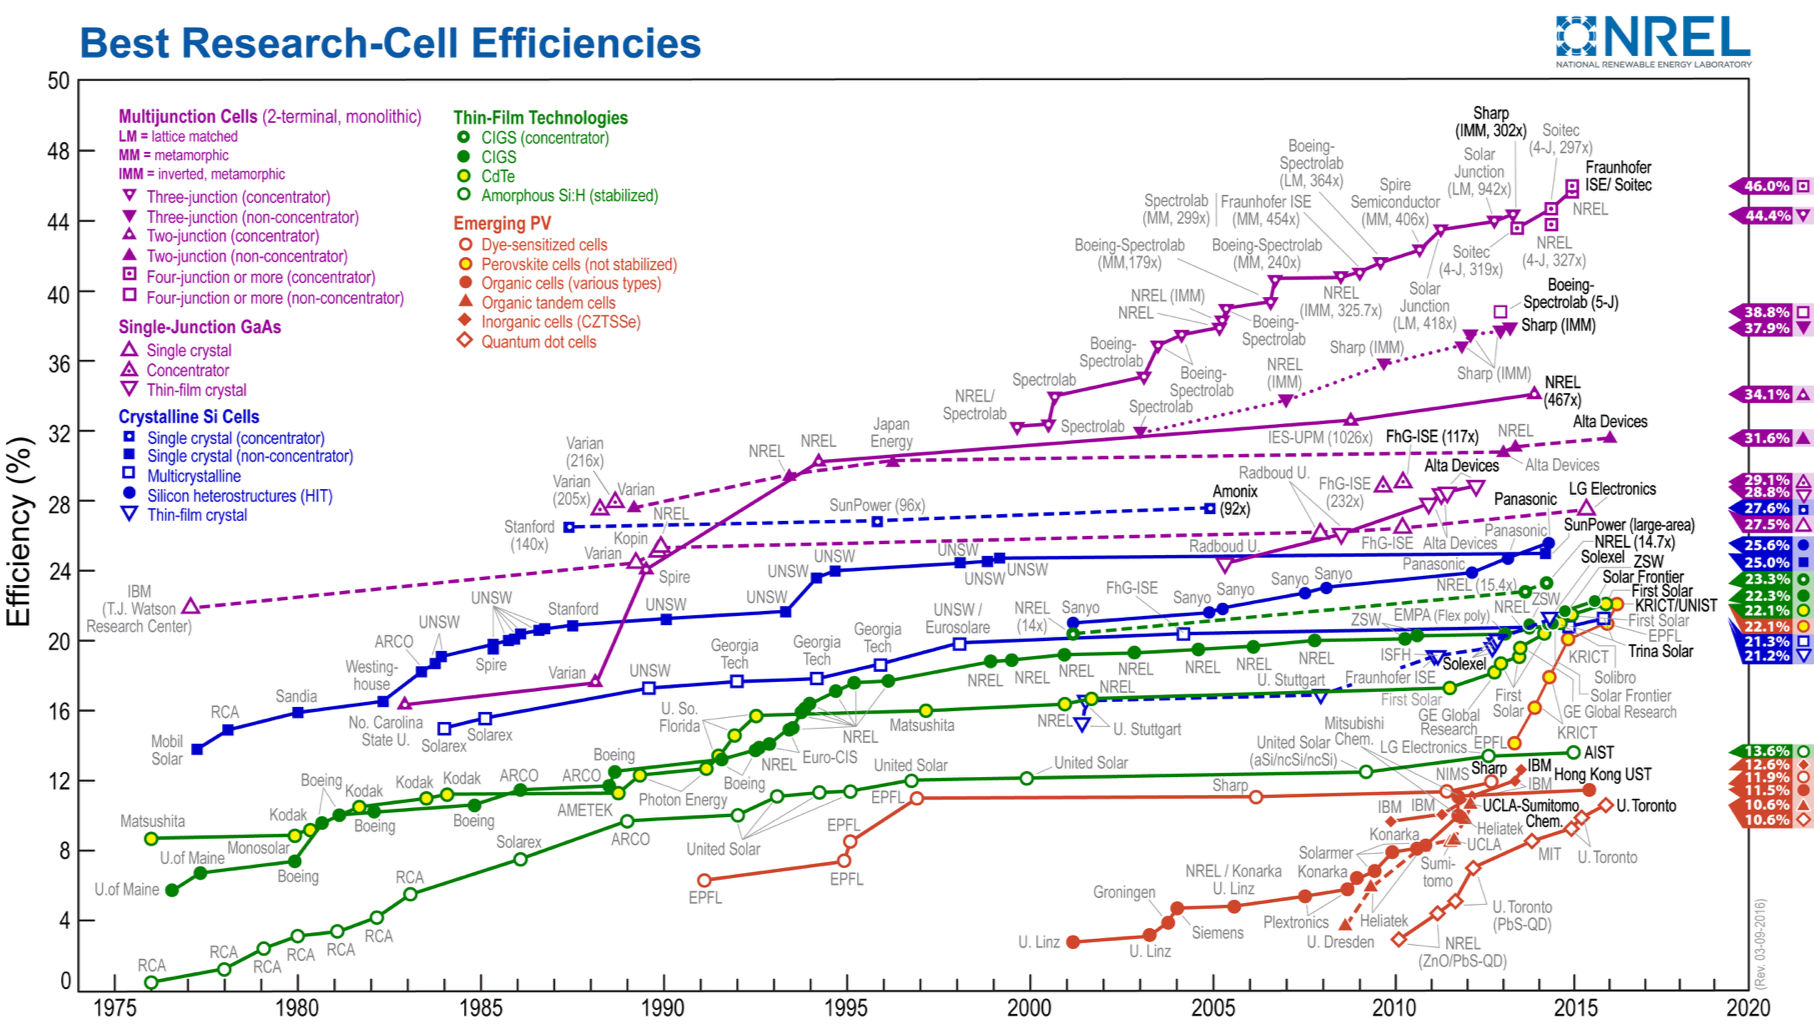 Best Research-Cell Efficiencies
NREL
NATIONAL RENEWABLE ENERGY LABORATORY
Efficiency (%)
50
48
44
40
36
32
28
24
20
16
12
8
4
0
1975
1980
1985
1990
1995
2000
2005
2010
2015
2020
Multijunction Cells (2-terminal, monolithic)
LM = lattice matched
MM = metamorphic
IMM = inverted, metamorphic
Three-junction (concentrator)
Three-junction (non-concentrator)
Two-junction (concentrator)
Two-junction (non-concentrator)
Four-junction or more (concentrator)
Four-junction or more (non-concentrator)
Single-Junction GaAs
Single crystal
Concentrator
Thin-film crystal
Crystalline Si Cells
Single crystal (concentrator)
Single crystal (non-concentrator)
Multicrystalline
Silicon heterostructures (HIT)
Thin-film crystal
Thin-Film Technologies
CIGS (concentrator)
CIGS
CdTe
Amorphous Si:H (stabilized)
Emerging PV
Dye-sensitized cells
Perovskite cells (not stabilized)
Organic cells (various types)
Organic tandem cells
Inorganic cells (CZTSSe)
Quantum dot cells
Sharp
(IMM, 302x)
Soitec
(4-J, 297x)
Boeing-
Spectrolab
(LM, 364x)
Solar
Junction
(LM, 942x)
Fraunhofer
ISE/ Soitec
Spire
Semiconductor
(MM, 406x)
Spectrolab
(MM, 299x)
Fraunhofer ISE
(MM, 454x)
NREL
Boeing-Spectrolab
(MM,179x)
Boeing-Spectrolab
(MM, 240x)
Soitec
(4-J, 319x)
NREL
(4-J, 327x)
NREL (IMM)
NREL
NREL
(IMM, 325.7x)
Solar
Junction
(LM, 418x)
Boeing-
Spectrolab (5-J)
Boeing-
Spectrolab
Sharp (IMM)
Boeing-
Spectrolab
Sharp (IMM)
Boeing-
Spectrolab
NREL
(IMM)
Sharp (IMM)
Spectrolab
NREL/
Spectrolab
Spectrolab
Spectrolab
NREL
(467x)
IES-UPM (1026x)
FhG-ISE (117x)
NREL
Alta Devices
Japan
Energy
NREL
NREL
Alta Devices
Varian
(216x)
Varian
(205x)
Varian
Radboud U.
FhG-ISE
(232x)
Alta Devices
LG Electronics
Stanford
(140x)
SunPower (96x)
Amonix
(92x)
Panasonic
NREL
Kopin
Varian
Radboud U.
FhG-ISE
Alta Devices
Panasonic
SunPower (large-area)
NREL (14.7x)
Solexel
ZSW
Solar Frontier
First Solar
KRICT/UNIST
First Solar
EPFL
Trina Solar
IBM
(T.J. Watson
Research Center)
Spire
UNSW
UNSW
UNSW
UNSW
UNSW
Panasonic
NREL (15.4x)
ZSW
NREL
EMPA (Flex poly)
ZSW
FhG-ISE
Sanyo
Sanyo
Sanyo
Sanyo
Sanyo
NREL
(14x)
UNSW
UNSW
ARCO
Stanford
UNSW
Spire
Westing-
house
Sandia
RCA
Mobil
Solar
No. Carolina
State U.
Varian
UNSW
Solarex
Solarex
Georgia
Tech
Georgia
Tech
Georgia
Tech
UNSW /
Eurosolare
NREL
NREL
NREL
NREL
NREL
NREL
NREL
NREL
ISFH
Solexel
Fraunhofer ISE
U. Stuttgart
First Solar
KRICT
Solibro
First
Solar
Solar Frontier
GE Global Research
GE Global
Research
KRICT
NREL
U. Stuttgart
U. So.
Florida
Matsushita
NREL
Euro-CIS
NREL
Boeing
Boeing
Photon Energy
AMETEK
ARCO
ARCO
Kodak
Kodak
Boeing
Kodak
Matsushita
Monosolar
Boeing
Boeing
Boeing
U.of Maine
U.of Maine
Solarex
ARCO
United Solar
United Solar
United Solar
United Solar
(aSi/ncSi/ncSi)
Mitsubishi
Chem.
LG Electronics
EPFL
AIST
RCA
RCA
RCA
RCA
RCA
RCA
RCA
EPFL
EPFL
EPFL
EPFL
Sharp
NIMS
Sharp
IBM
IBM
Hong Kong UST
IBM
IBM
UCLA-Sumitomo
Chem.
U. Toronto
Heliatek
UCLA
Konarka
Solarmer
Konarka
Sumi-
tomo
MIT
U. Toronto
NREL / Konarka
U. Linz
Groningen
Plextronics
Heliatek
U. Dresden
U. Toronto
(PbS-QD)
NREL
(ZnO/PbS-QD)
Siemens
U. Linz
U. Linz
46.0%
44.4%
38.8%
37.9%
34.1%
31.6%
29.1%
28.8%
27.6%
27.5%
25.6%
25.0%
23.3%
22.3%
22.1%
22.1%
21.3%
21.2%
13.6%
12.6%
11.9%
11.5%
10.6%
10.6%
(Rev. 03-09-2016)